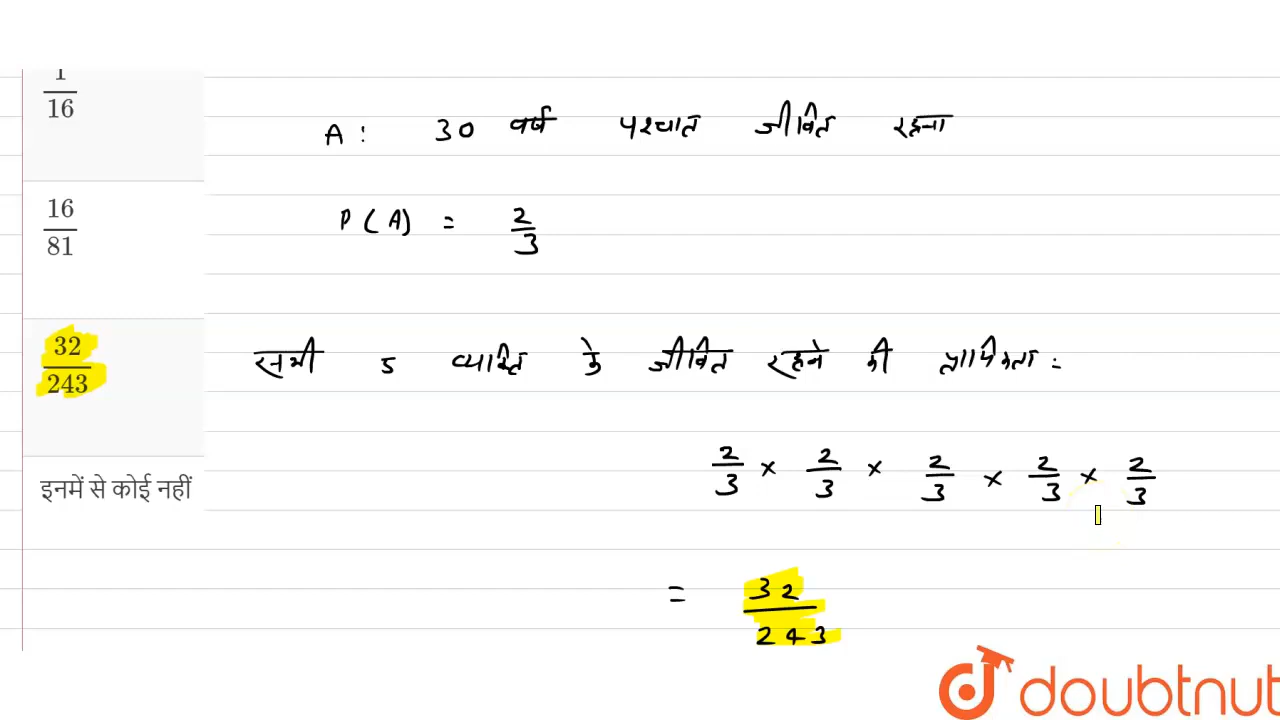 1
16
A : 30 वर्ष पश्चात जीवित रहना
16
81
P ( A ) = 2/3
32
243
सभी 5 व्यक्ति के जीवित रहने की प्रायिकता =
2/3 × 2/3 × 2/3 × 2/3 × 2/3
इनमें से कोई नहीं
= 32/243
doubtnut